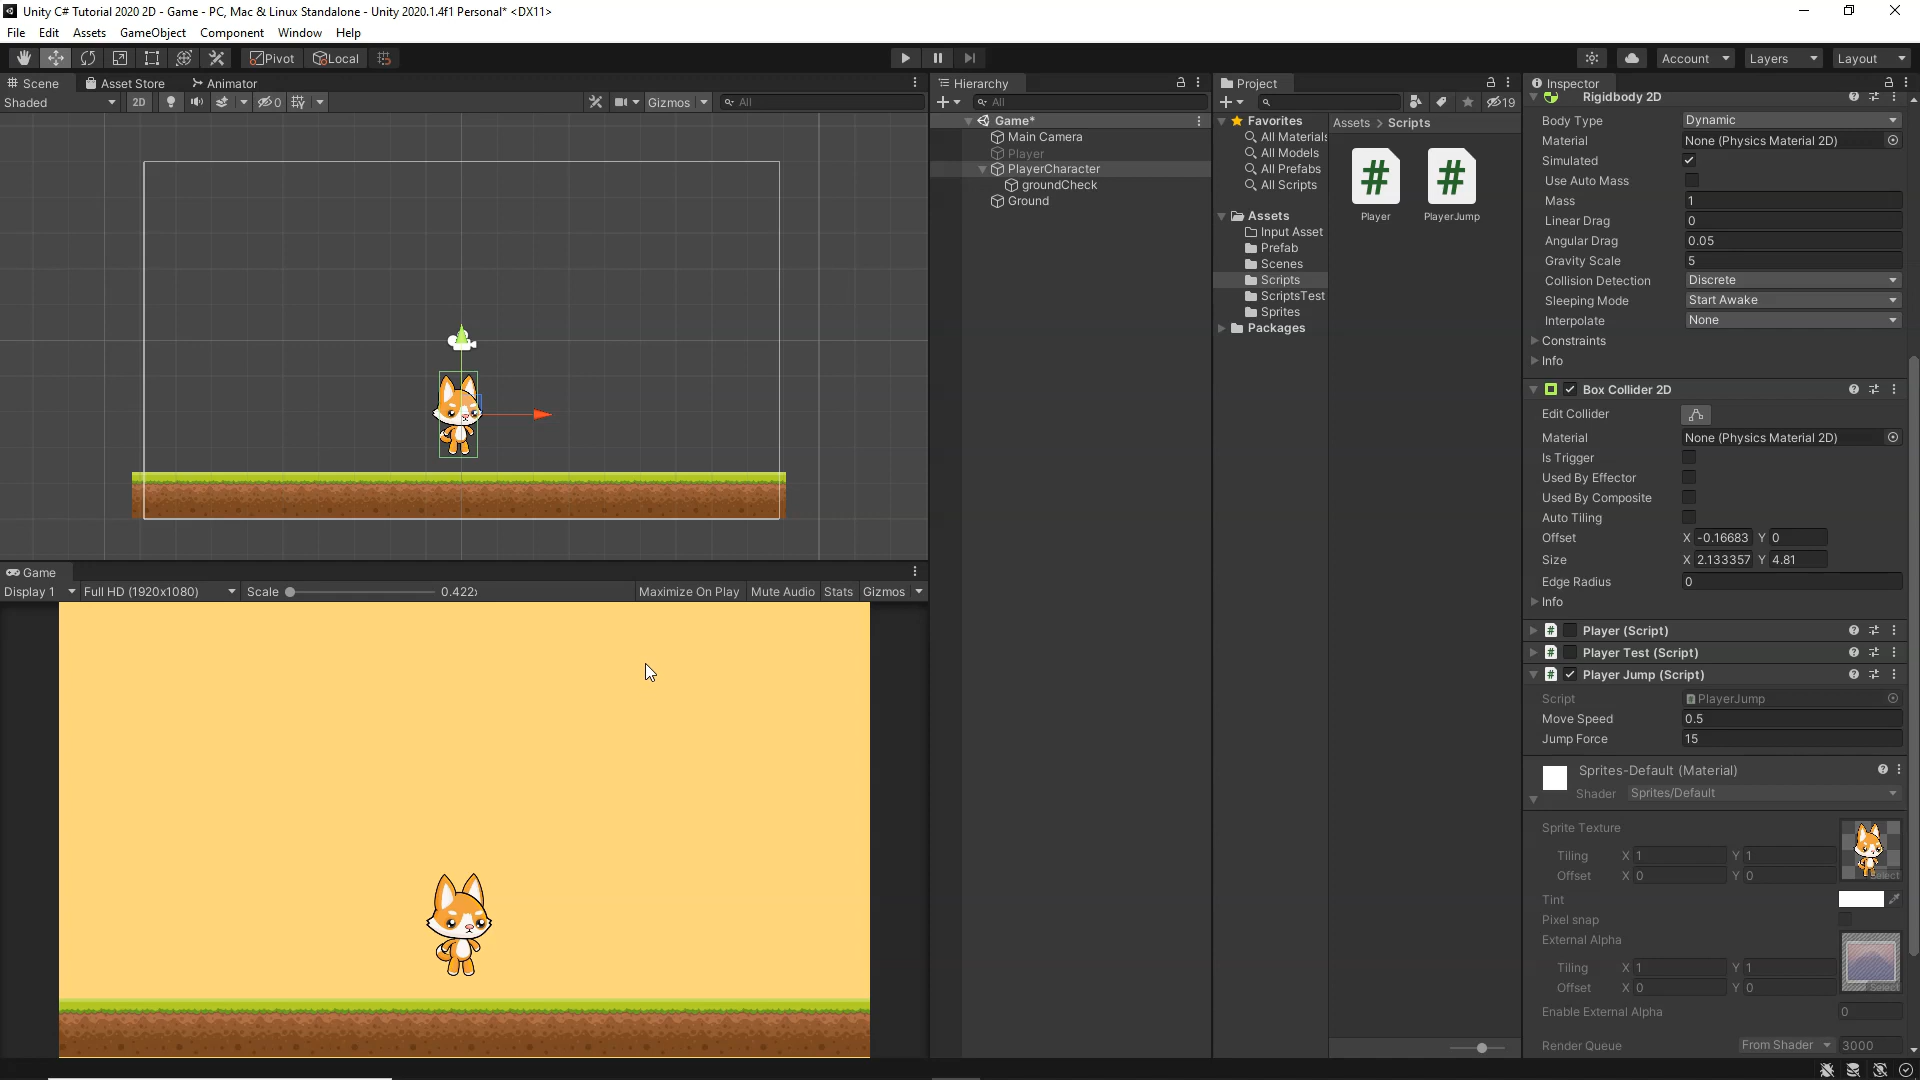 Unity C# Tutorial 2020 2D - Game - PC, Mac & Linux Standalone - Unity 2020.1.4f1 Personal* <DX11>
File Edit Assets GameObject Component Window Help
Pivot Local Account Layers Layout
Scene Asset Store Animator
Shaded 2D 0 Gizmos All
Hierarchy
All
Game*
Main Camera
Player
PlayerCharacter
groundCheck
Ground
Project
19
Favorites
All Materials
All Models
All Prefabs
All Scripts
Assets
Input Asset
Prefab
Scenes
Scripts
ScriptsTest
Sprites
Packages
Assets > Scripts
Player PlayerJump
Inspector
Rigidbody 2D
Body Type Dynamic
Material None (Physics Material 2D)
Simulated
Use Auto Mass
Mass 1
Linear Drag 0
Angular Drag 0.05
Gravity Scale 5
Collision Detection Discrete
Sleeping Mode Start Awake
Interpolate None
Constraints
Info
Box Collider 2D
Edit Collider
Material None (Physics Material 2D)
Is Trigger
Used By Effector
Used By Composite
Auto Tiling
Offset X -0.16683 Y 0
Size X 2.133357 Y 4.81
Edge Radius 0
Info
Player (Script)
Player Test (Script)
Player Jump (Script)
Script PlayerJump
Move Speed 0.5
Jump Force 15
Sprites-Default (Material)
Shader Sprites/Default
Sprite Texture
Tiling X 1 Y 1
Offset X 0 Y 0
Select
Tint
Pixel snap
External Alpha
Tiling X 1 Y 1
Offset X 0 Y 0
Select
Enable External Alpha 0
Render Queue From Shader 3000
Game
Display 1 Full HD (1920x1080) Scale 0.422 Maximize On Play Mute Audio Stats Gizmos